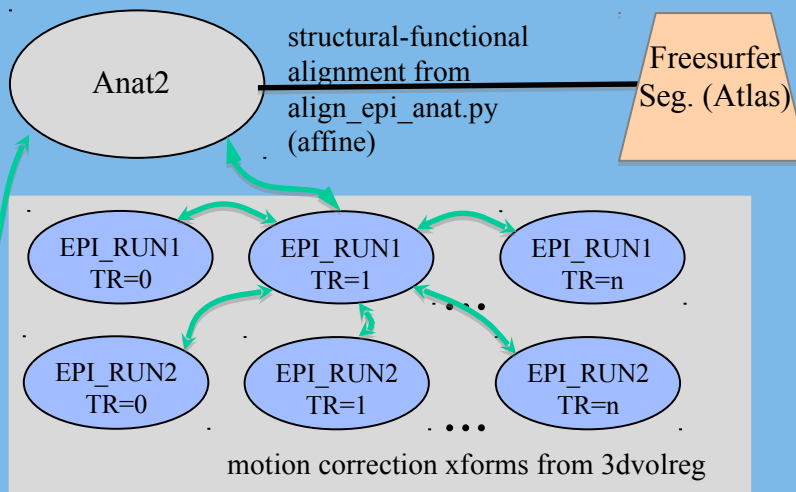 Anat2
structural-functional
alignment from
align_epi_anat.py
(affine)
Freesurfer
Seg. (Atlas)
EPI_RUN1
TR=0
EPI_RUN1
TR=1
EPI_RUN1
TR=n
...
EPI_RUN2
TR=0
EPI_RUN2
TR=1
EPI_RUN2
TR=n
...
motion correction xforms from 3dvolreg